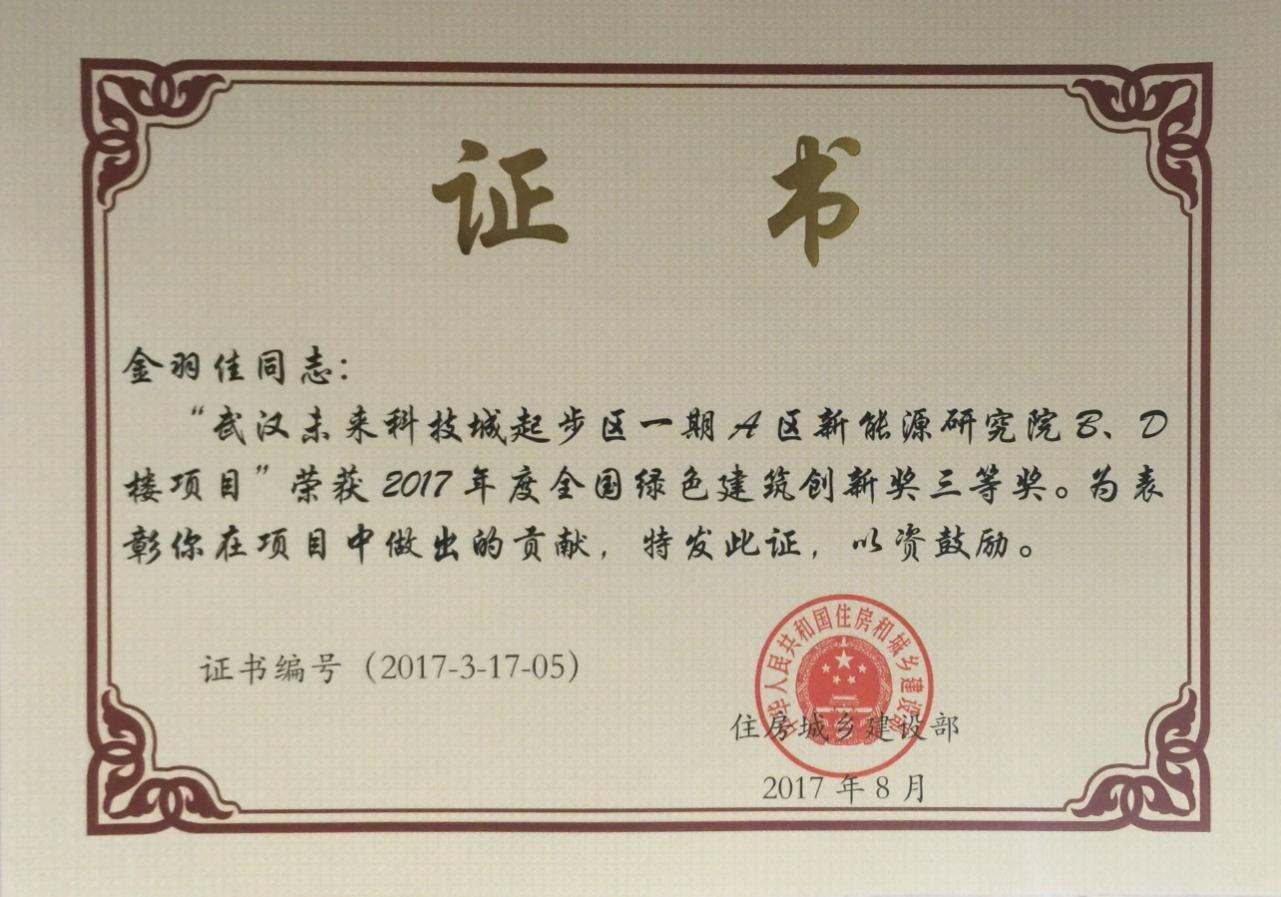 证 书
金羽佳同志：
“武汉未来科技城起步区一期A区新能源研究院B、D
楼项目”荣获2017年度全国绿色建筑创新奖三等奖。为表
彰你在项目中做出的贡献，特发此证，以资鼓励。
证书编号（2017-3-17-05）
中华人民共和国住房和城乡建设部
住房城乡建设部
2017 年 8 月